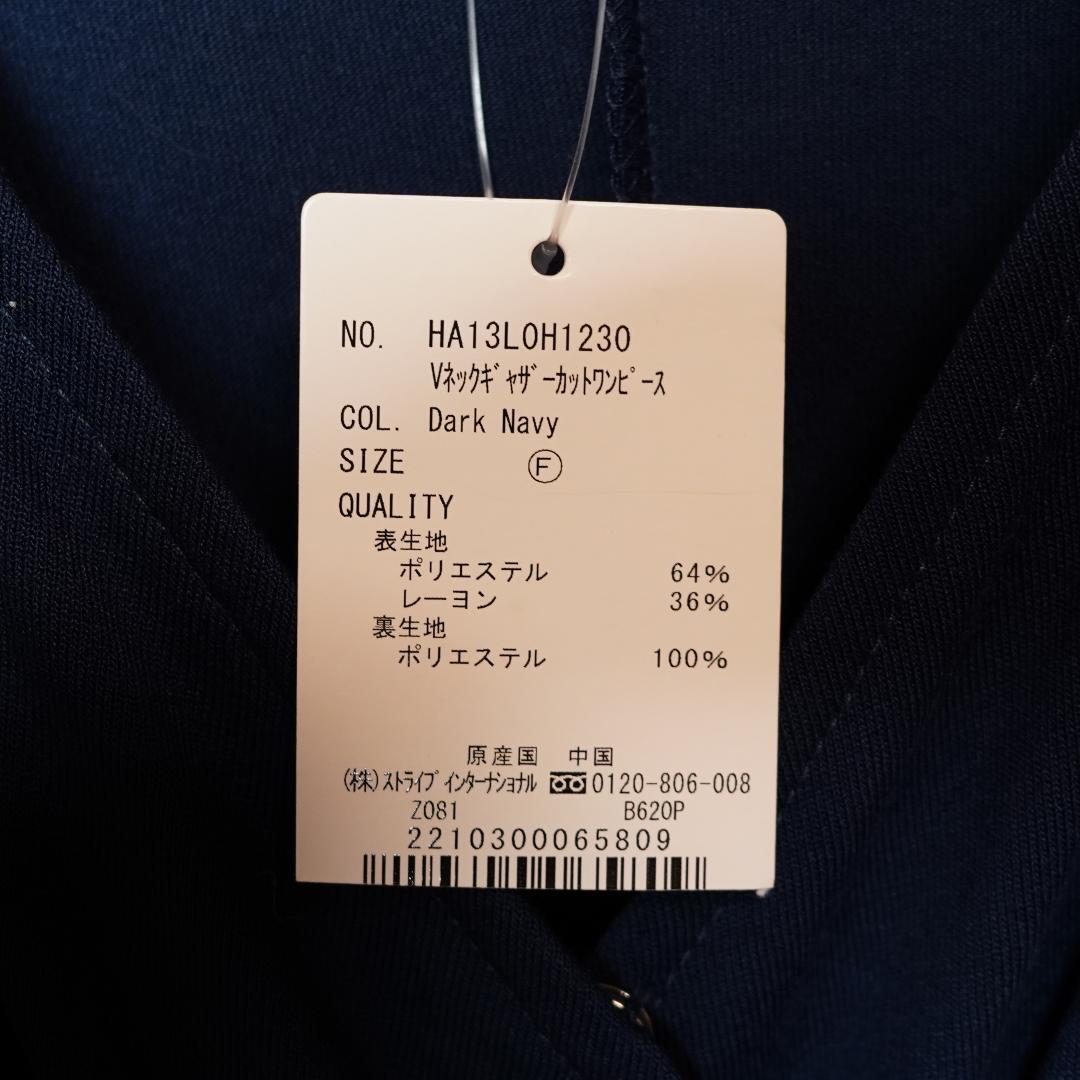 NO. HA13L0H1230
Vﾈｯｸｷﾞｬｻﾞｰｶｯﾄﾜﾝﾋﾟｰｽ
COL. Dark Navy
SIZE Ⓕ
QUALITY
表生地
ポリエステル 64%
レーヨン 36%
裏生地
ポリエステル 100%
原産国 中国
(株)ｽﾄﾗｲﾌﾟｲﾝﾀｰﾅｼｮﾅﾙ 0120-806-008
Z081 B620P
2210300065809